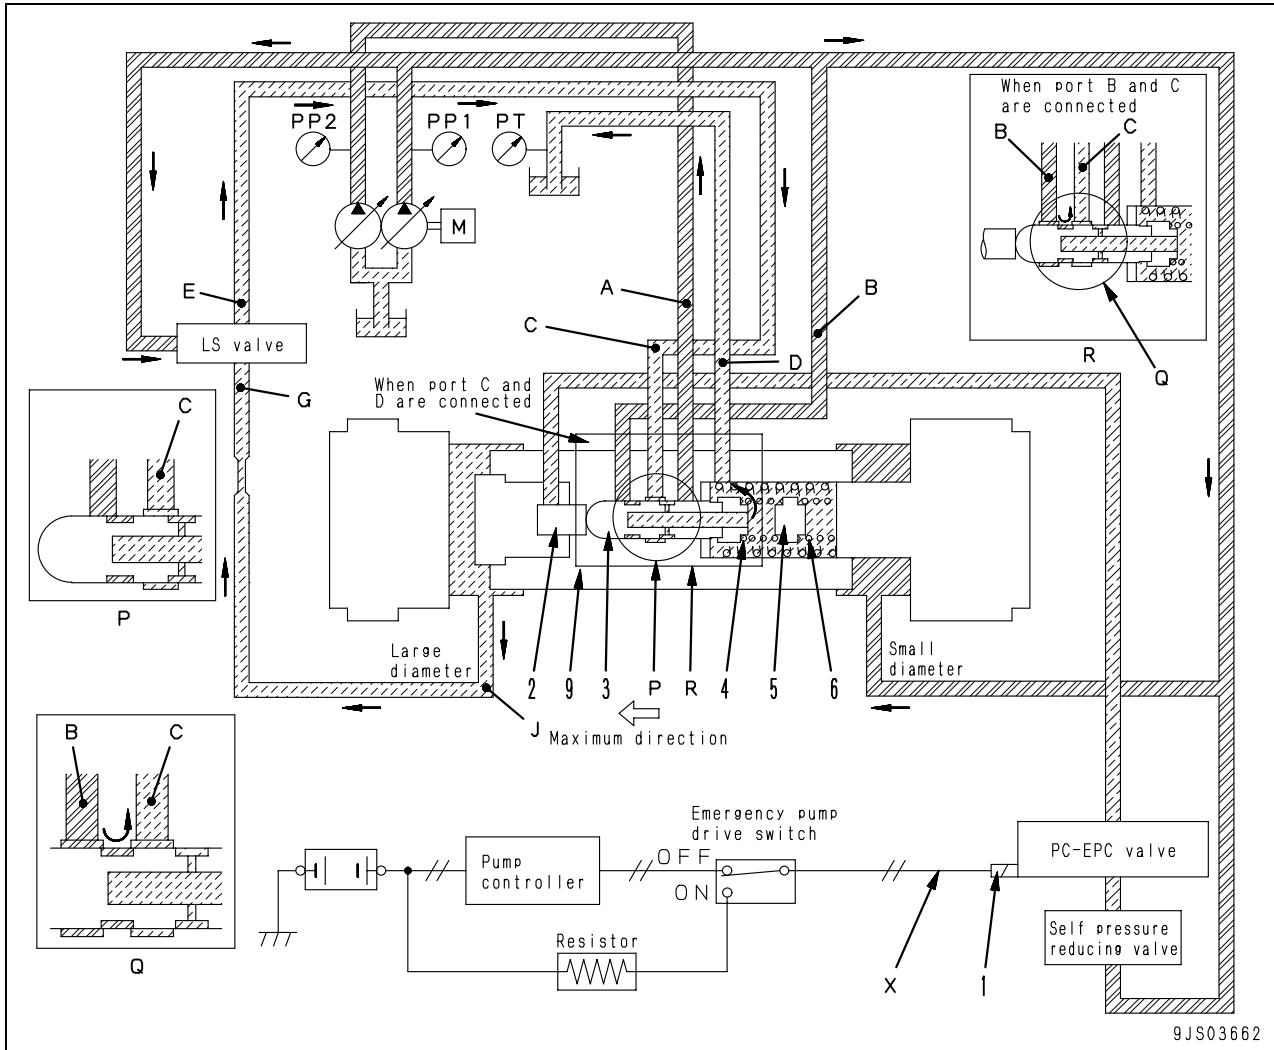 PP2
PP1
PT
M
When port B and C
are connected
B
C
Q
R
E
LS valve
G
A
B
C
D
When port C and
D are connected
C
P
Large
diameter
Small
diameter
2
9
3
P
R
4
5
6
J
Maximum direction
B
C
Q
Pump
controller
Emergency pump
drive switch
OFF
ON
Resistor
X
1
PC-EPC valve
Self pressure
reducing valve
9JS03662